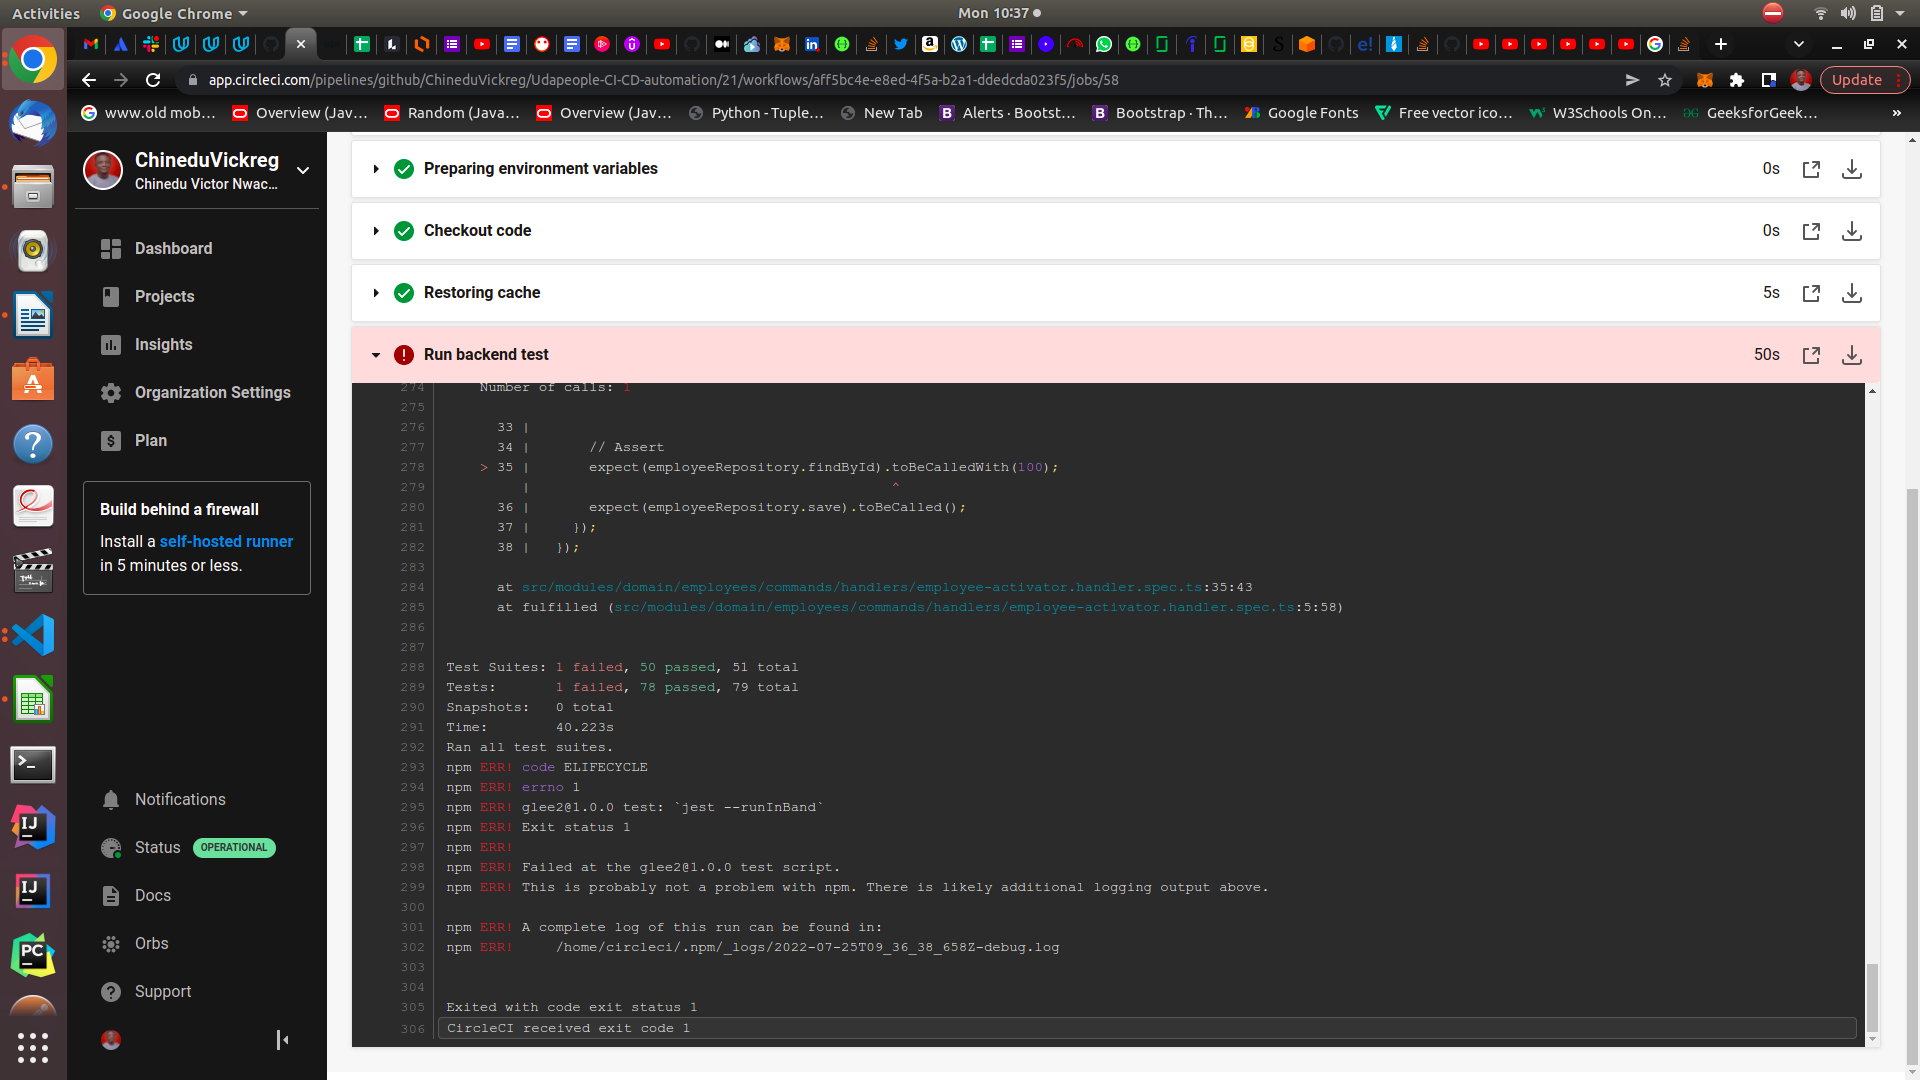 Activities
Google Chrome
Mon 10:37
app.circleci.com/pipelines/github/ChineduVickreg/Udapeople-CI-CD-automation/21/workflows/aff5bc4e-e8ed-4f5a-b2a1-ddedcda023f5/jobs/58
Update
www.old mob…
Overview (Jav…
Random (Java…
Overview (Jav…
Python - Tuple…
New Tab
Alerts · Bootst…
Bootstrap · Th…
Google Fonts
Free vector ico…
W3Schools On…
GeeksforGeek…
»
ChineduVickreg
Chinedu Victor Nwac...
Dashboard
Projects
Insights
Organization Settings
Plan
Build behind a firewall
Install a self-hosted runner
in 5 minutes or less.
Notifications
Status OPERATIONAL
Docs
Orbs
Support
Preparing environment variables 0s
Checkout code 0s
Restoring cache 5s
Run backend test 50s
274 Number of calls: 1
275
276 33 |
277 34 | // Assert
278 > 35 | expect(employeeRepository.findById).toBeCalledWith(100);
279 | ^
280 36 | expect(employeeRepository.save).toBeCalled();
281 37 | });
282 38 | });
283
284 at src/modules/domain/employees/commands/handlers/employee-activator.handler.spec.ts:35:43
285 at fulfilled (src/modules/domain/employees/commands/handlers/employee-activator.handler.spec.ts:5:58)
286
287
288 Test Suites: 1 failed, 50 passed, 51 total
289 Tests: 1 failed, 78 passed, 79 total
290 Snapshots: 0 total
291 Time: 40.223s
292 Ran all test suites.
293 npm ERR! code ELIFECYCLE
294 npm ERR! errno 1
295 npm ERR! glee2@1.0.0 test: `jest --runInBand`
296 npm ERR! Exit status 1
297 npm ERR!
298 npm ERR! Failed at the glee2@1.0.0 test script.
299 npm ERR! This is probably not a problem with npm. There is likely additional logging output above.
300
301 npm ERR! A complete log of this run can be found in:
302 npm ERR! /home/circleci/.npm/_logs/2022-07-25T09_36_38_658Z-debug.log
303
304
305 Exited with code exit status 1
306 CircleCI received exit code 1